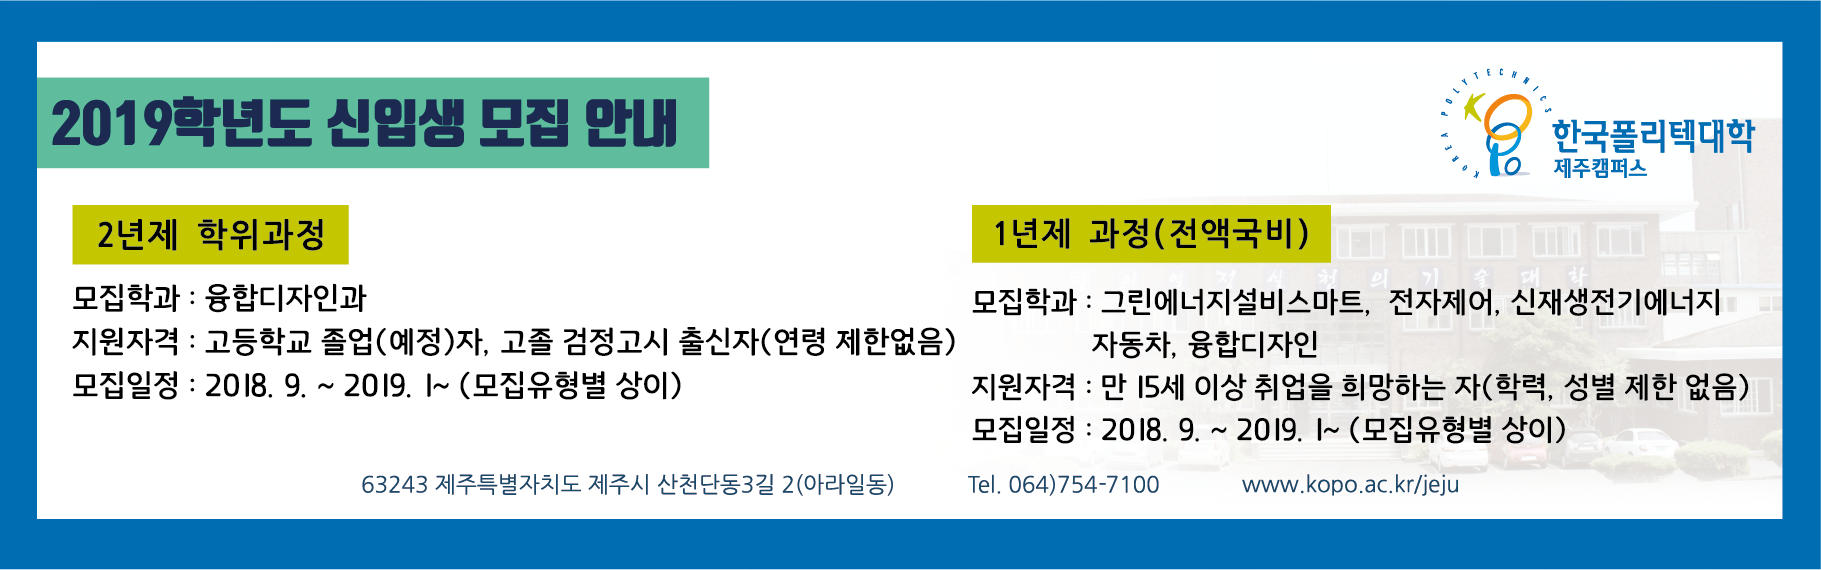 2019학년도 신입생 모집 안내
KOREA POLYTECHNICS
한국폴리텍대학
제주캠퍼스
2년제 학위과정
모집학과 : 융합디자인과
지원자격 : 고등학교 졸업(예정)자, 고졸 검정고시 출신자(연령 제한없음)
모집일정 : 2018. 9. ~ 2019. 1~ (모집유형별 상이)
1년제 과정(전액국비)
모집학과 : 그린에너지설비스마트, 전자제어, 신재생전기에너지
자동차, 융합디자인
지원자격 : 만 15세 이상 취업을 희망하는 자(학력, 성별 제한 없음)
모집일정 : 2018. 9. ~ 2019. 1~ (모집유형별 상이)
기술대학
63243 제주특별자치도 제주시 산천단동3길 2(아라일동)
Tel. 064)754-7100
www.kopo.ac.kr/jeju